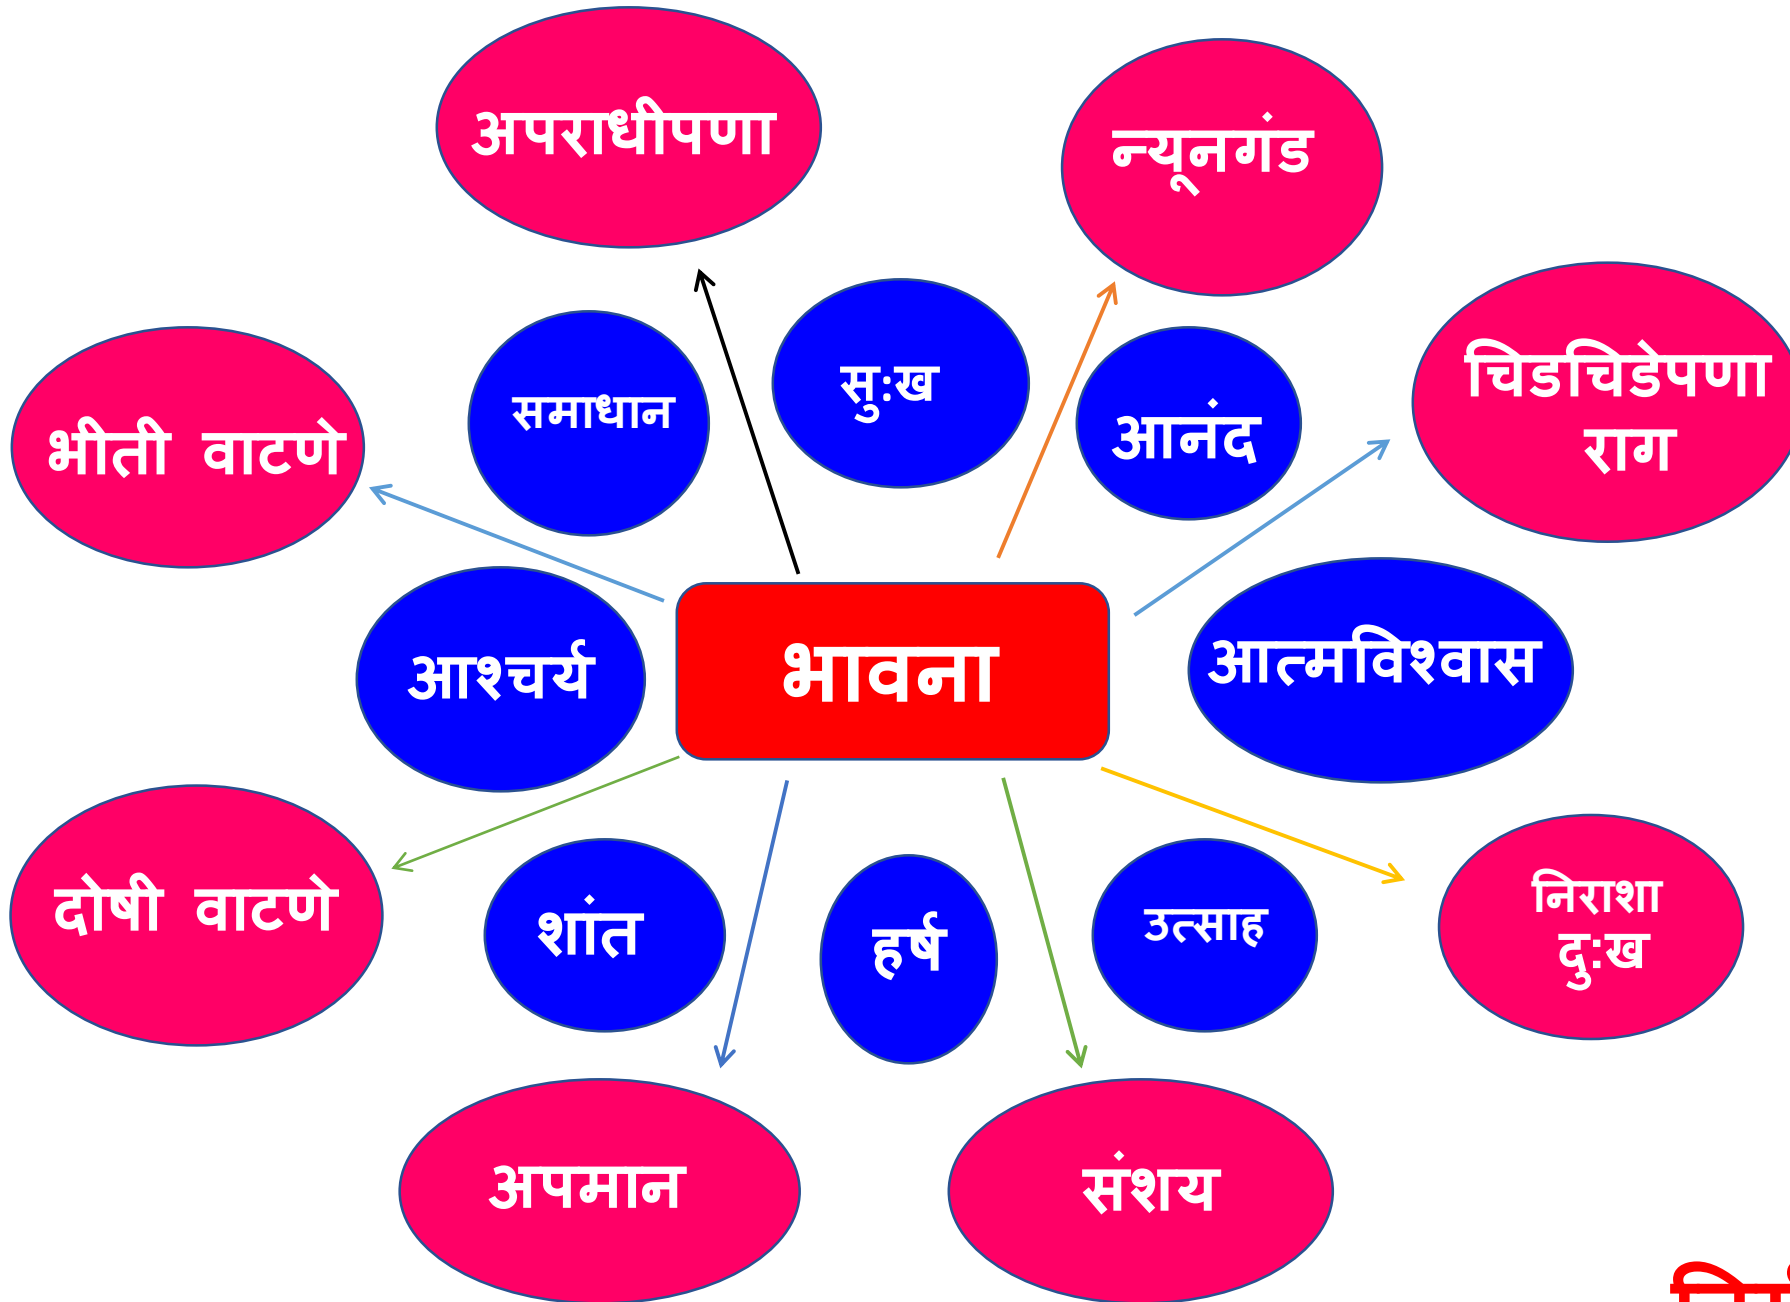 अपराधीपणा
न्यूनगंड
चिडचिडेपणा
राग
सु:ख
समाधान
आनंद
भीती वाटणे
आश्चर्य
भावना
आत्मविश्वास
दोषी वाटणे
शांत
हर्ष
उत्साह
निराशा
दु:ख
अपमान
संशय